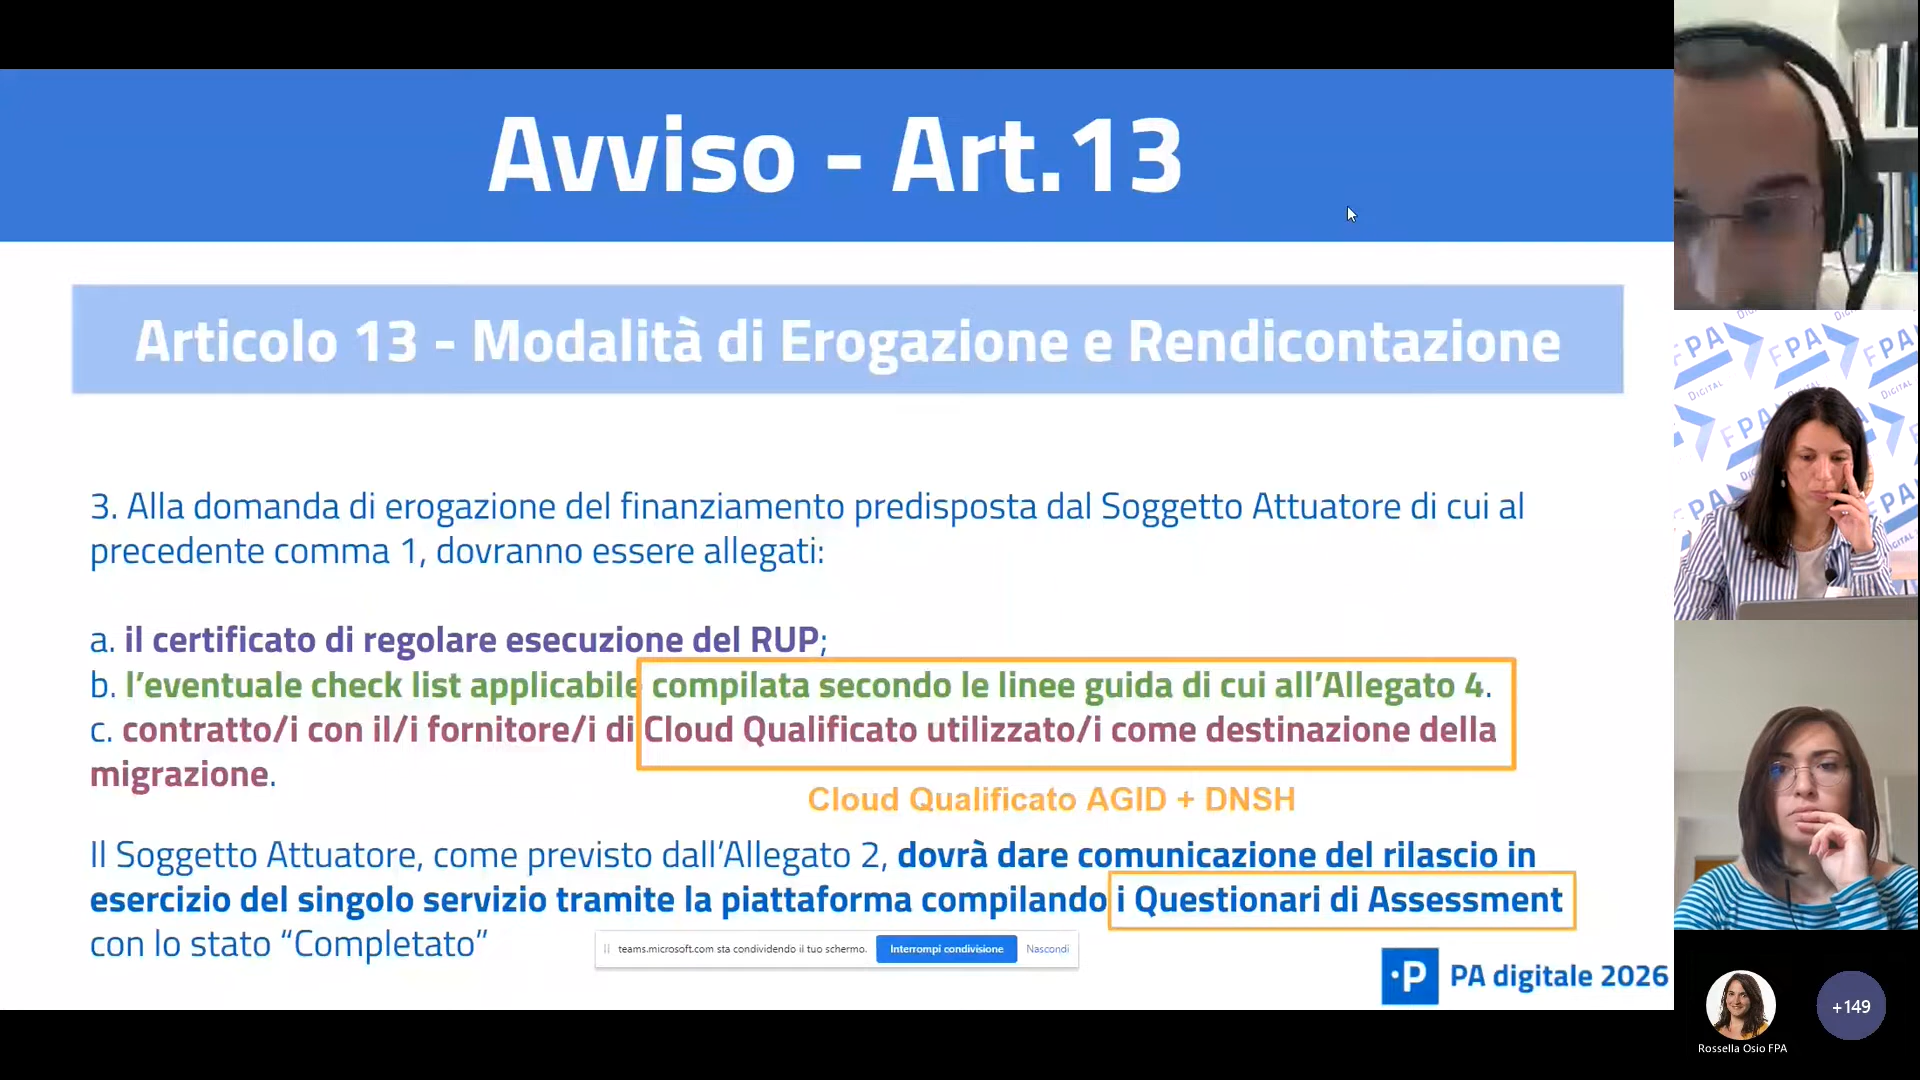 Avviso - Art.13
Articolo 13 - Modalità di Erogazione e Rendicontazione
3. Alla domanda di erogazione del finanziamento predisposta dal Soggetto Attuatore di cui al
precedente comma 1, dovranno essere allegati:
a. il certificato di regolare esecuzione del RUP;
b. l’eventuale check list applicabile compilata secondo le linee guida di cui all’Allegato 4.
c. contratto/i con il/i fornitore/i di Cloud Qualificato utilizzato/i come destinazione della
migrazione.
Cloud Qualificato AGID + DNSH
Il Soggetto Attuatore, come previsto dall’Allegato 2, dovrà dare comunicazione del rilascio in
esercizio del singolo servizio tramite la piattaforma compilando i Questionari di Assessment
con lo stato “Completato”
teams.microsoft.com sta condividendo il tuo schermo. Interrompi condivisione Nascondi
·P PA digitale 2026
FPA
DIGITAL
FPA
FPA
+149
Rossella Osio FPA